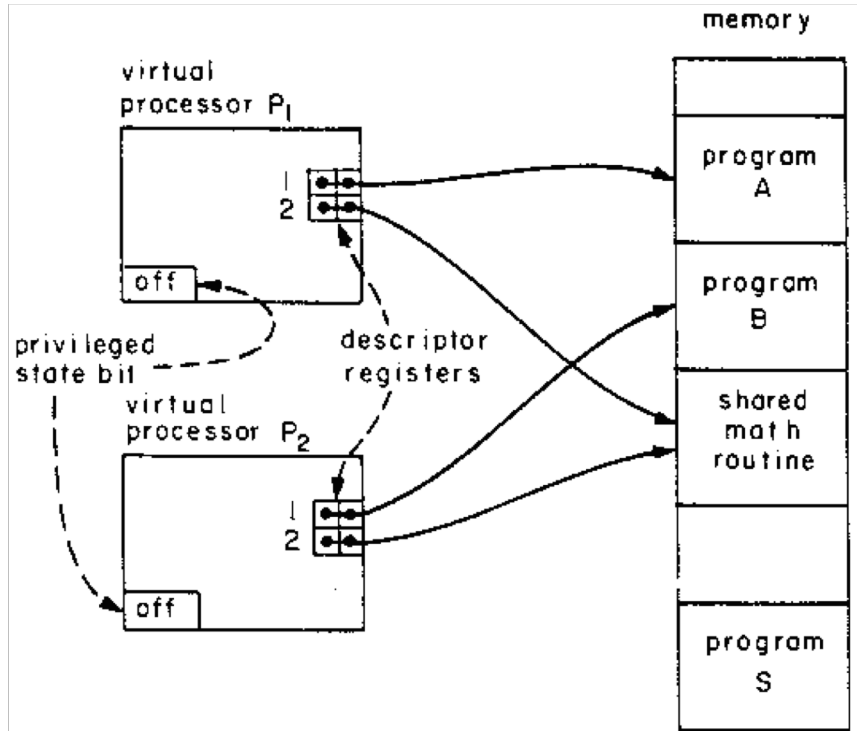 memory
virtual
processor P₁
1
2
off
program
A
program
B
shared
math
routine
program
S
privileged
state bit
descriptor
registers
virtual
processor P₂
1
2
off